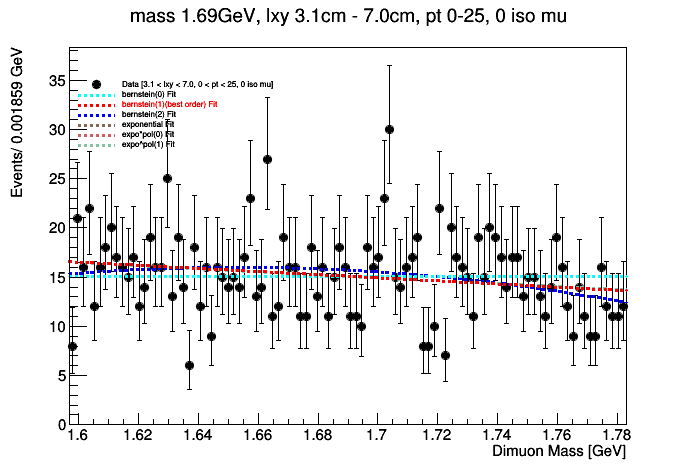 mass 1.69GeV, lxy 3.1cm - 7.0cm, pt 0-25, 0 iso mu
Events/ 0.001859 GeV
35
30
25
20
15
10
5
0
Data [3.1 < lxy < 7.0, 0 < pt < 25, 0 iso mu]
bernstein(0) Fit
bernstein(1)(best order) Fit
bernstein(2) Fit
exponential Fit
expo*pol(0) Fit
expo*pol(1) Fit
1.6 1.62 1.64 1.66 1.68 1.7 1.72 1.74 1.76 1.78
Dimuon Mass [GeV]